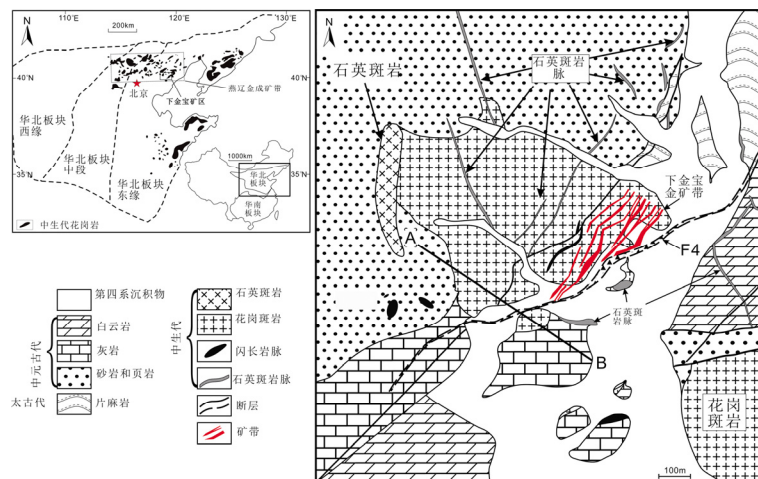 N
200km
120°E
130°E
40°N
北京
燕辽金成矿带
下金宝矿区
华北板块
西缘
华北板块
中段
华北板块
东缘
35°N
1000km
华北
板块
华南
板块
中生代花岗岩
第四系沉积物
中元古代
白云岩
灰岩
砂岩和页岩
太古代
片麻岩
中生代
石英斑岩
花岗斑岩
闪长岩脉
石英斑岩脉
断层
矿带
N
石英斑岩
石英斑岩
脉
下金宝
金矿带
A
F4
石英斑
岩脉
B
花岗
斑岩
100m